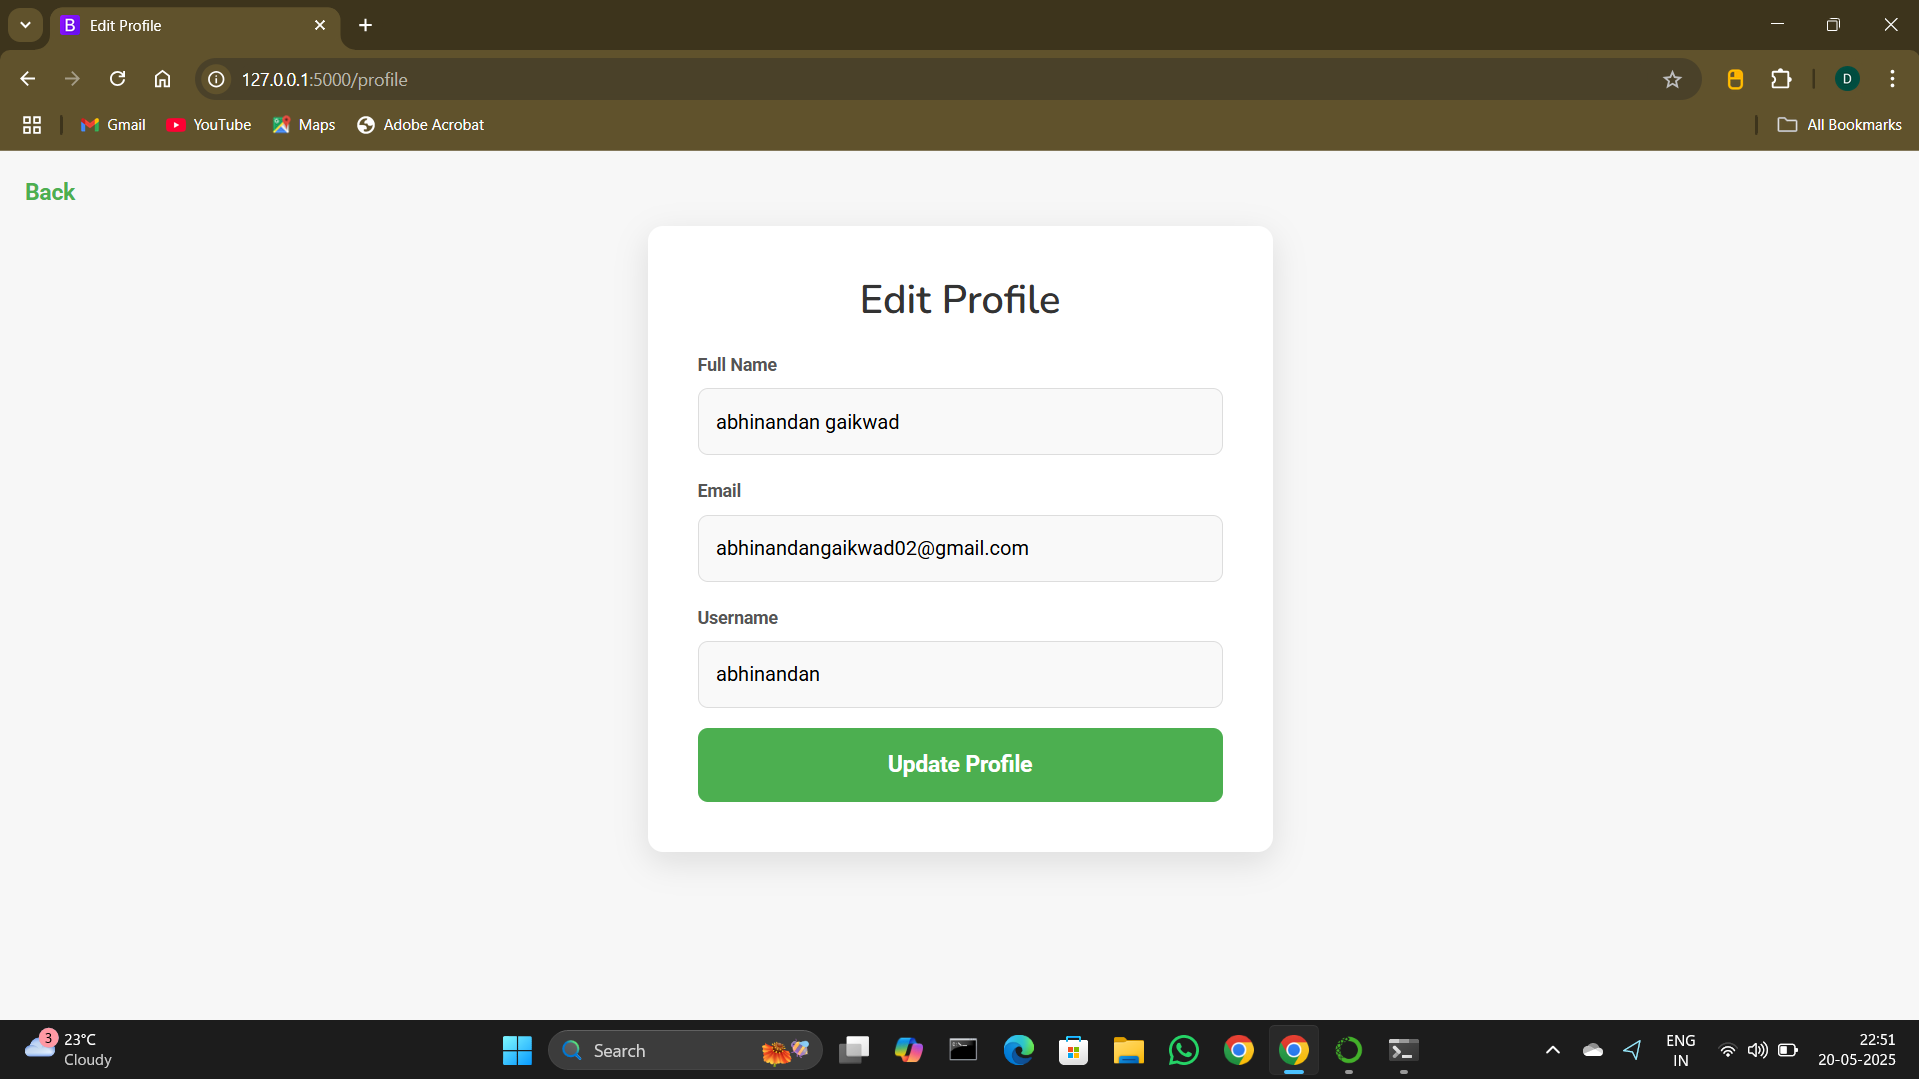 Edit Profile
127.0.0.1:5000/profile
D
Gmail
YouTube
Maps
Adobe Acrobat
All Bookmarks
Back
Edit Profile
Full Name
abhinandan gaikwad
Email
abhinandangaikwad02@gmail.com
Username
abhinandan
Update Profile
3
23°C
Cloudy
Search
ENG
IN
22:51
20-05-2025